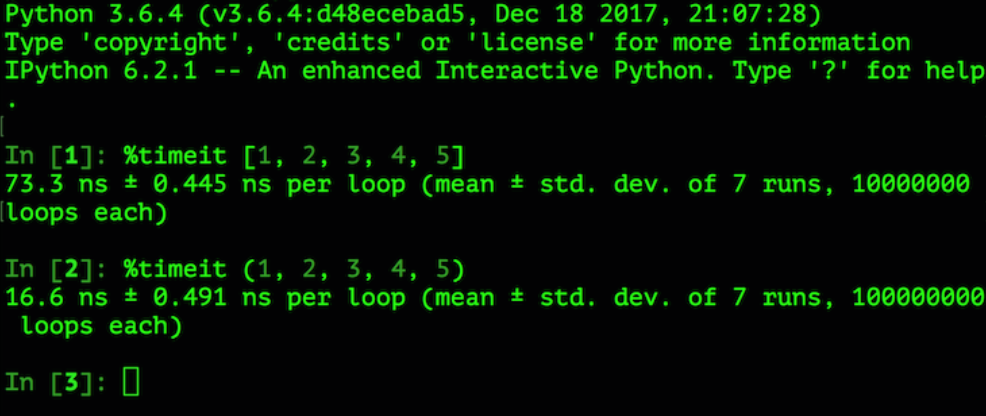 Python 3.6.4 (v3.6.4:d48ecebad5, Dec 18 2017, 21:07:28)
Type 'copyright', 'credits' or 'license' for more information
IPython 6.2.1 -- An enhanced Interactive Python. Type '?' for help
.
In [1]: %timeit [1, 2, 3, 4, 5]
73.3 ns ± 0.445 ns per loop (mean ± std. dev. of 7 runs, 10000000
loops each)
In [2]: %timeit (1, 2, 3, 4, 5)
16.6 ns ± 0.491 ns per loop (mean ± std. dev. of 7 runs, 100000000
loops each)
In [3]: